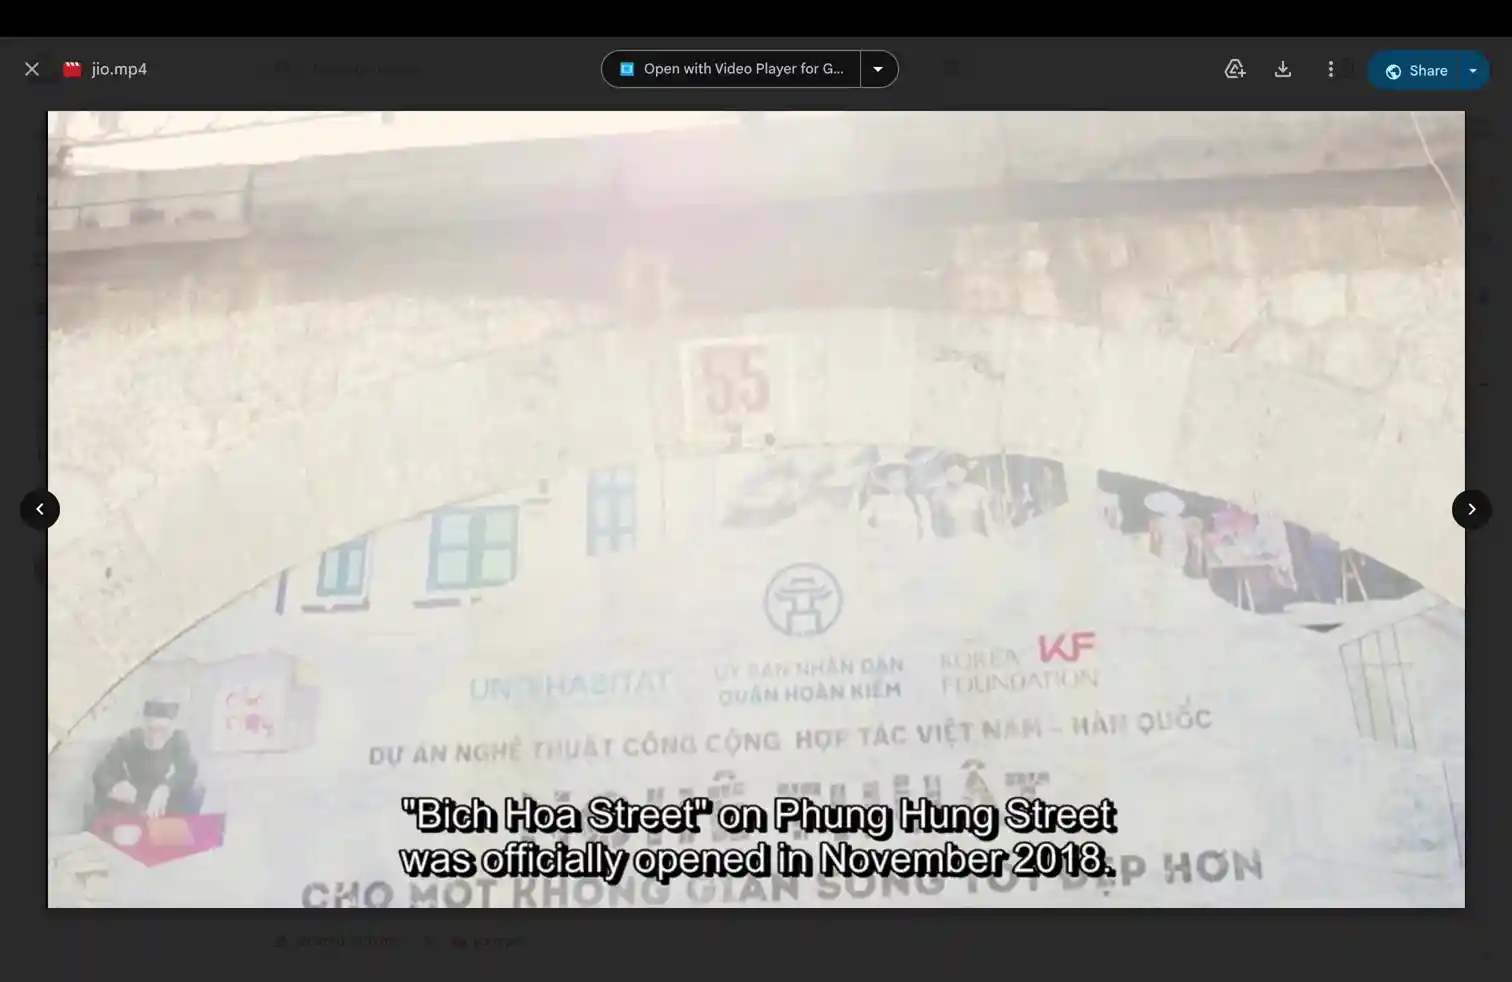 jio.mp4
Open with Video Player for G...
Share
55
UN HABITAT
ỦY BAN NHÂN DÂN
QUẬN HOÀN KIẾM
KOREA KF
FOUNDATION
DỰ ÁN NGHỆ THUẬT CÔNG CỘNG HỢP TÁC VIỆT NAM - HÀN QUỐC
"Bich Hoa Street" on Phung Hung Street
was officially opened in November 2018.
CHO MỘT KHÔNG GIAN SỐNG TỐT ĐẸP HƠN